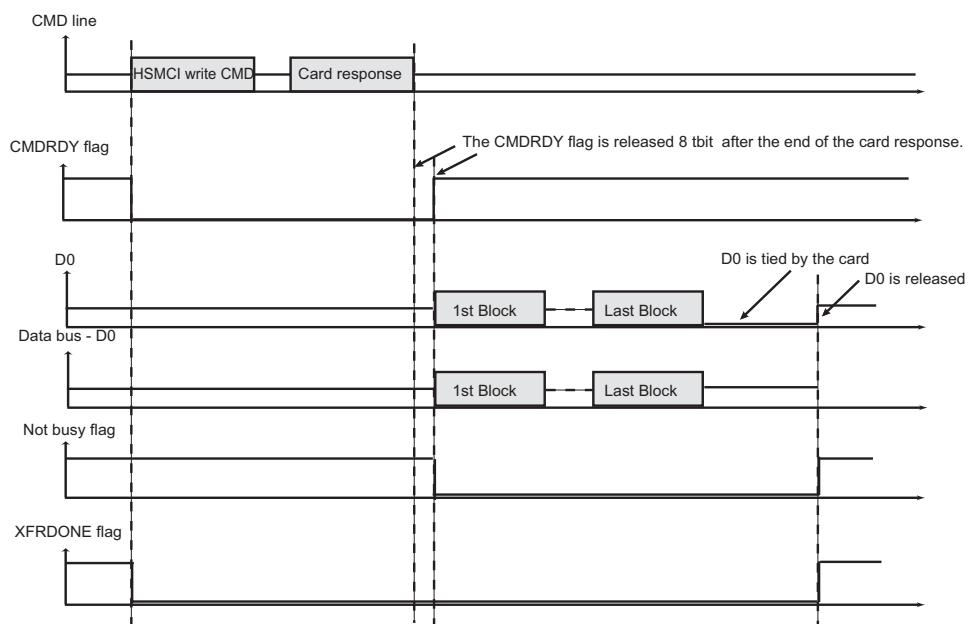 CMD line
HSMCI write CMD
Card response
The CMDRDY flag is released 8 tbit after the end of the card response.
CMDRDY flag
D0
D0 is tied by the card
D0 is released
1st Block
Last Block
Data bus - D0
1st Block
Last Block
Not busy flag
XFRDONE flag